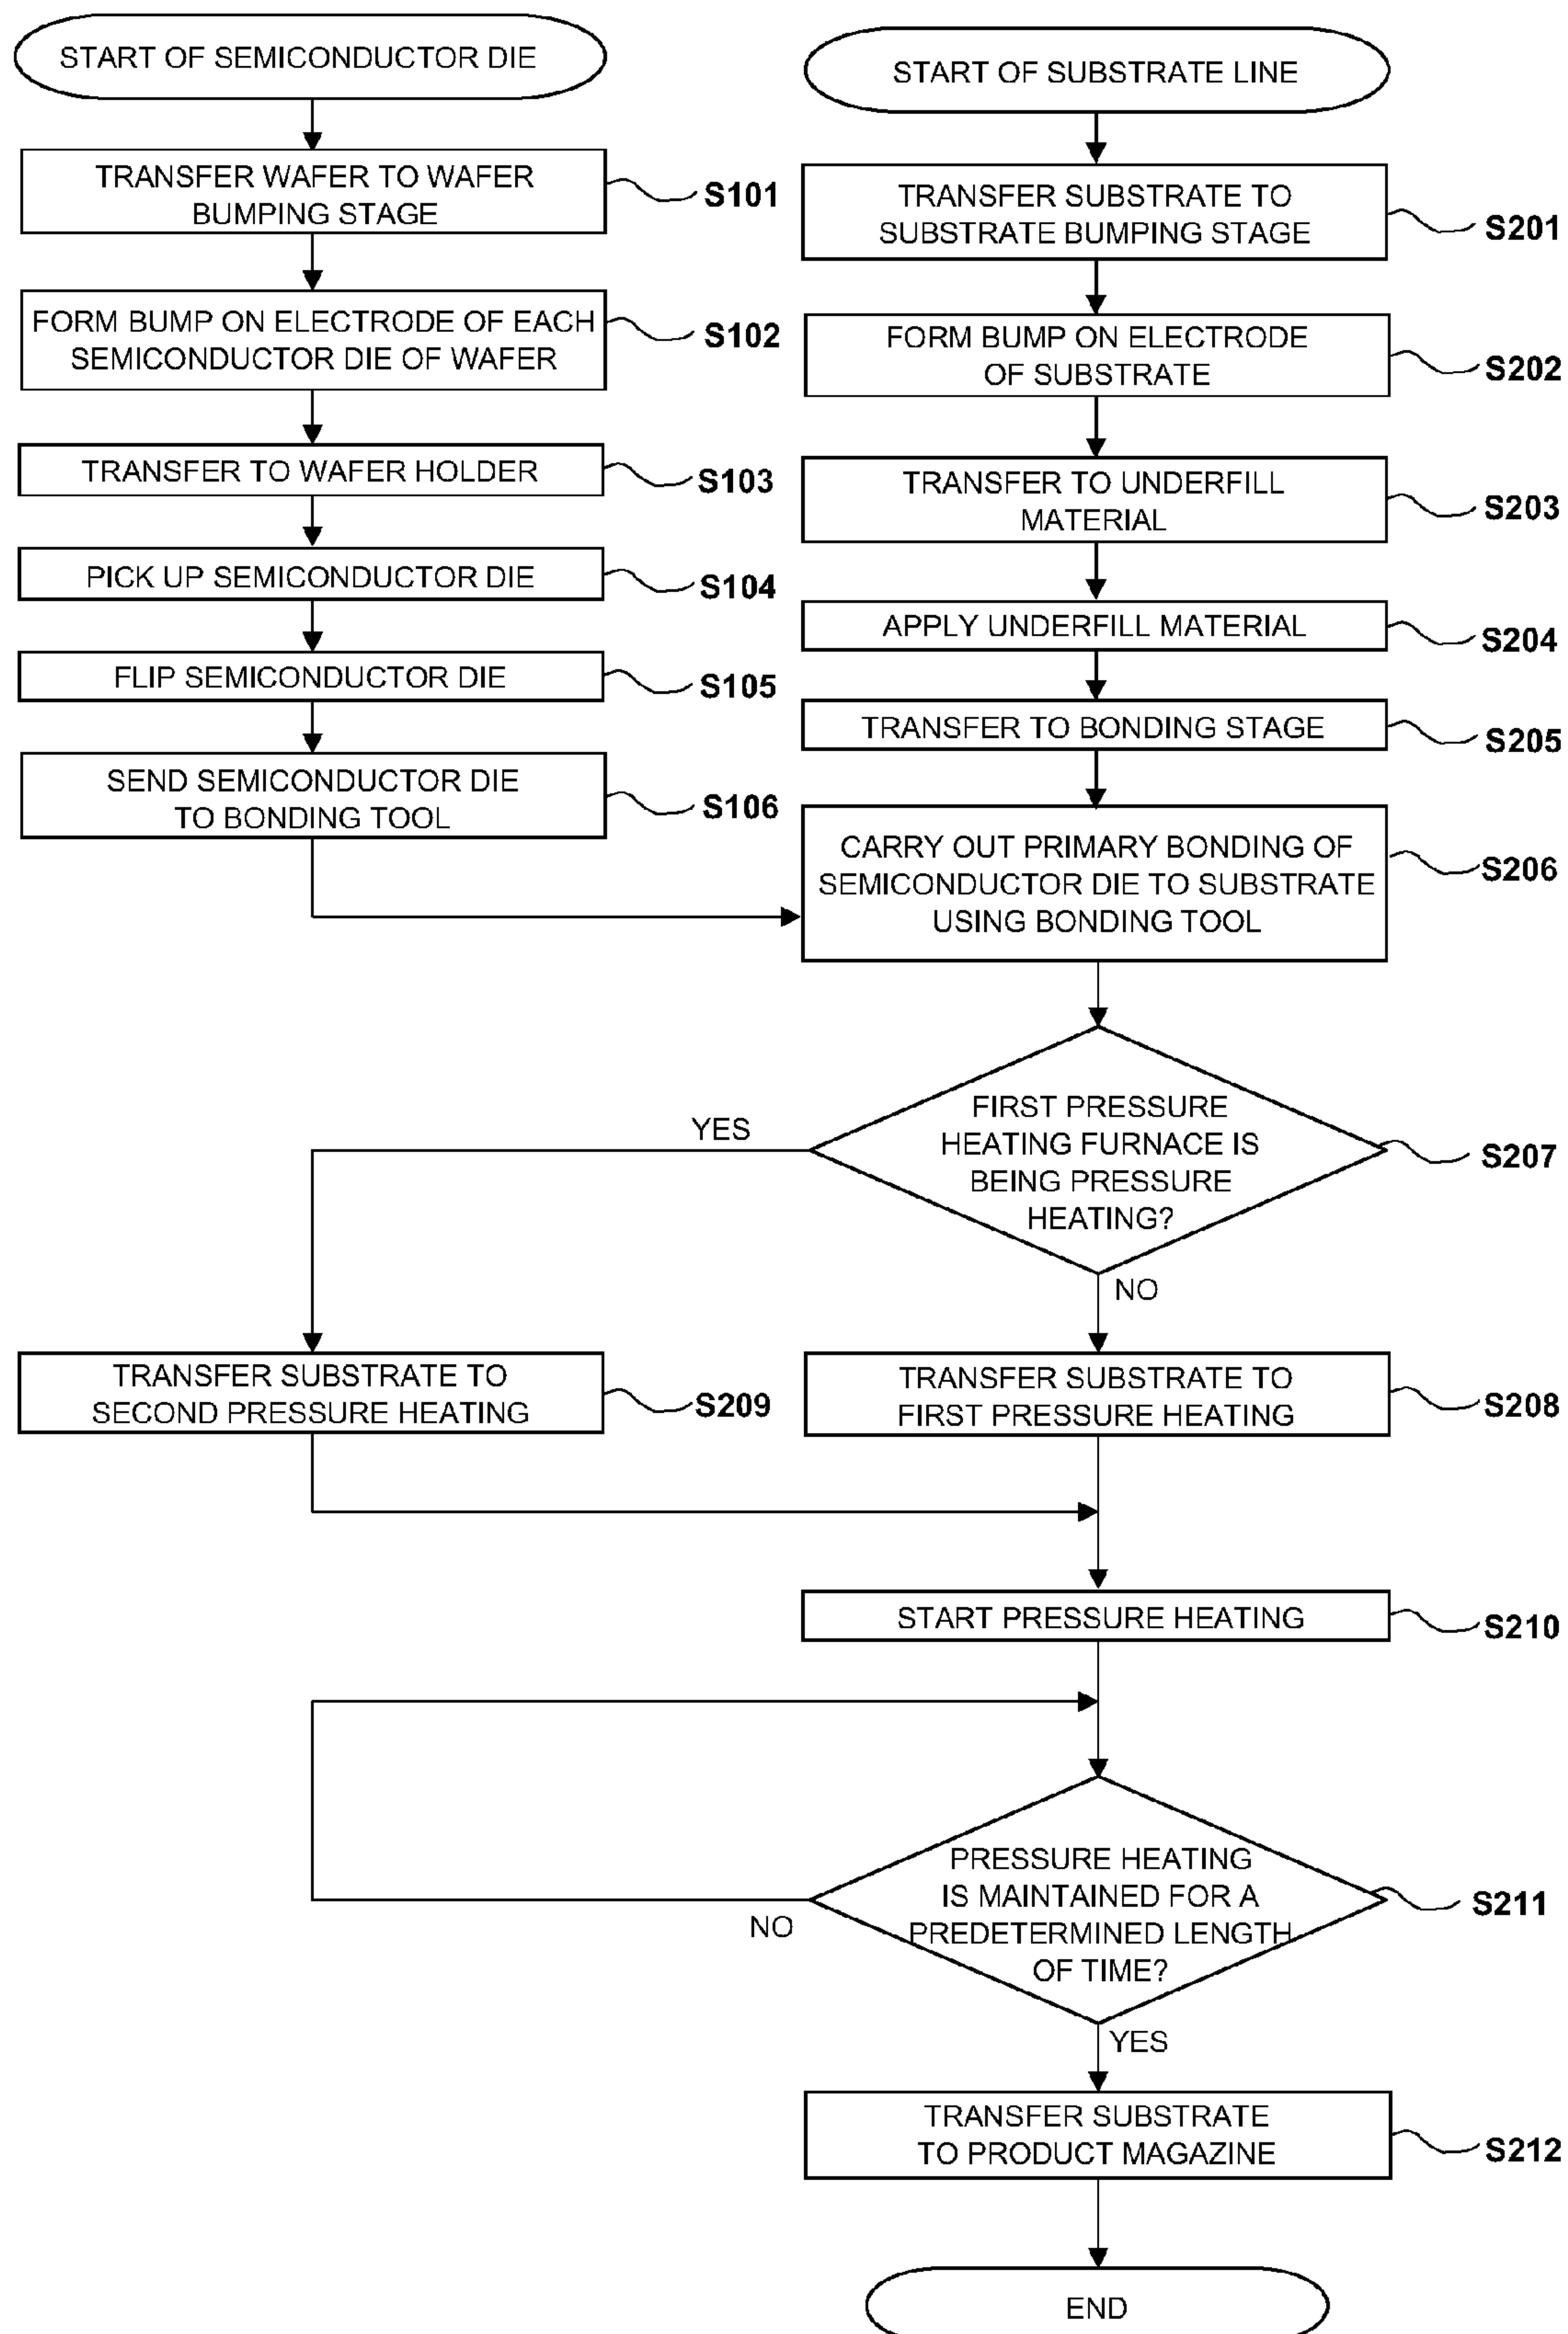 START OF SEMICONDUCTOR DIE
TRANSFER WAFER TO WAFER
BUMPING STAGE
S101
FORM BUMP ON ELECTRODE OF EACH
SEMICONDUCTOR DIE OF WAFER
S102
TRANSFER TO WAFER HOLDER
S103
PICK UP SEMICONDUCTOR DIE
S104
FLIP SEMICONDUCTOR DIE
S105
SEND SEMICONDUCTOR DIE
TO BONDING TOOL
S106
START OF SUBSTRATE LINE
TRANSFER SUBSTRATE TO
SUBSTRATE BUMPING STAGE
S201
FORM BUMP ON ELECTRODE
OF SUBSTRATE
S202
TRANSFER TO UNDERFILL
MATERIAL
S203
APPLY UNDERFILL MATERIAL
S204
TRANSFER TO BONDING STAGE
S205
CARRY OUT PRIMARY BONDING OF
SEMICONDUCTOR DIE TO SUBSTRATE
USING BONDING TOOL
S206
FIRST PRESSURE
HEATING FURNACE IS
BEING PRESSURE
HEATING?
S207
YES
NO
TRANSFER SUBSTRATE TO
SECOND PRESSURE HEATING
S209
TRANSFER SUBSTRATE TO
FIRST PRESSURE HEATING
S208
START PRESSURE HEATING
S210
PRESSURE HEATING
IS MAINTAINED FOR A
PREDETERMINED LENGTH
OF TIME?
S211
NO
YES
TRANSFER SUBSTRATE
TO PRODUCT MAGAZINE
S212
END